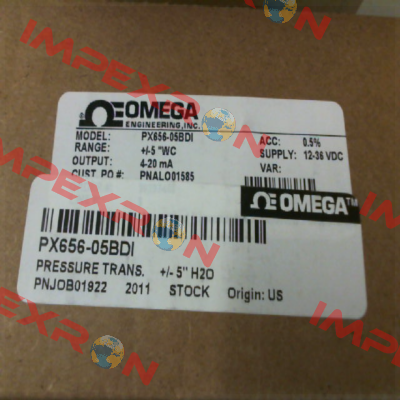 OMEGA
ENGINEERING, INC.
MODEL: PX656-05BDI ACC: 0.5%
RANGE: +/-5 "WC SUPPLY: 12-36 VDC
OUTPUT: 4-20 mA VAR:
CUST PO #: PNALO01585
OMEGA™
PX656-05BDI
PRESSURE TRANS. +/- 5" H2O
PNJOB01922 2011 STOCK Origin: US
IMPEXRON
IMPEXRON
IMPEXRON